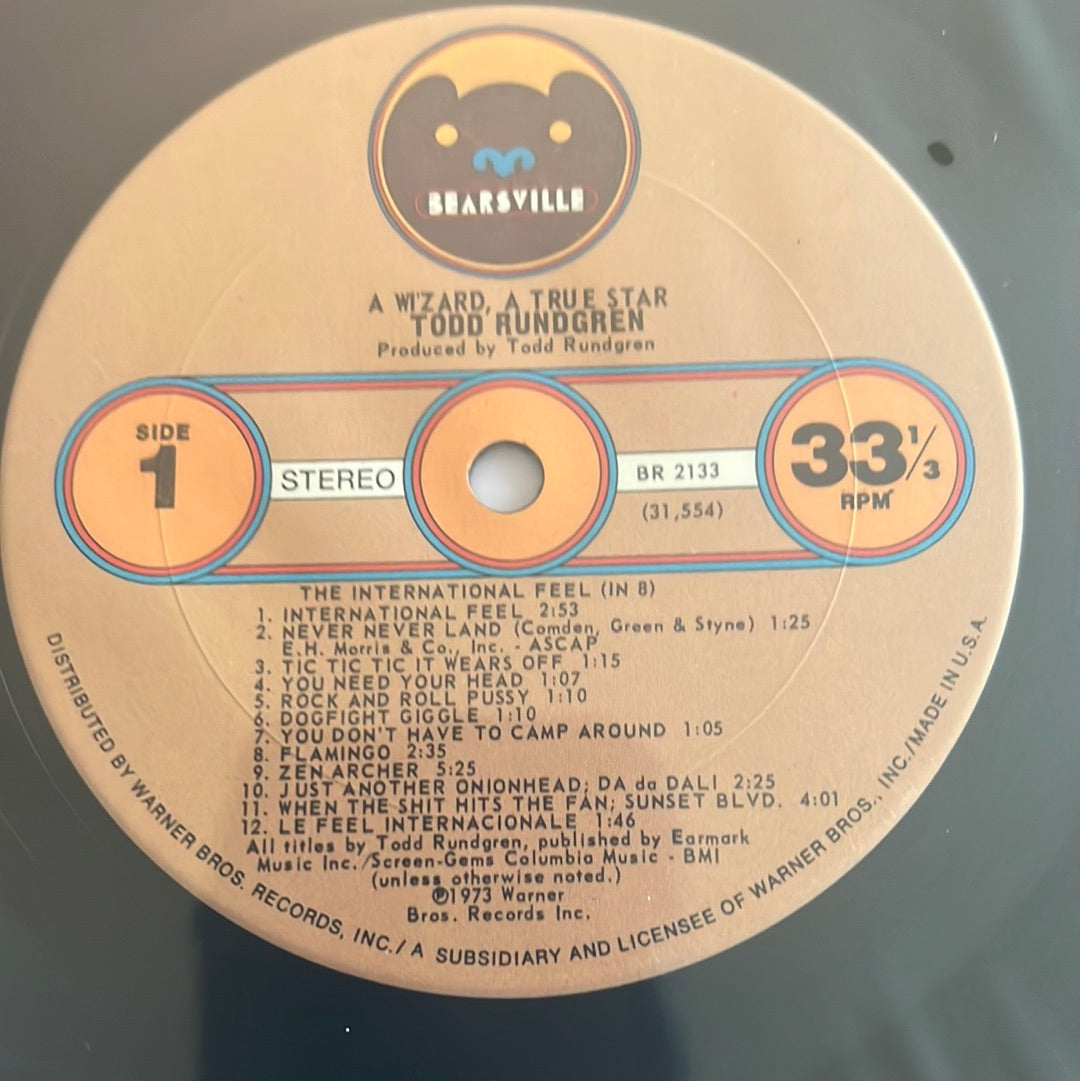 BEARSVILLE
A WIZARD, A TRUE STAR
TODD RUNDGREN
Produced by Todd Rundgren
SIDE
1
STEREO
BR 2133
(31,554)
33 1/3
RPM
THE INTERNATIONAL FEEL (IN 8)
1. INTERNATIONAL FEEL 2:53
2. NEVER NEVER LAND (Comden, Green & Styne) 1:25
E.H. Morris & Co., Inc. - ASCAP
3. TIC TIC TIC IT WEARS OFF 1:15
4. YOU NEED YOUR HEAD 1:07
5. ROCK AND ROLL PUSSY 1:10
6. DOGFIGHT GIGGLE 1:10
7. YOU DON'T HAVE TO CAMP AROUND 1:05
8. FLAMINGO 2:35
9. ZEN ARCHER 5:25
10. JUST ANOTHER ONIONHEAD; DA da DALI 2:25
11. WHEN THE SHIT HITS THE FAN; SUNSET BLVD. 4:01
12. LE FEEL INTERNACIONALE 1:46
All titles by Todd Rundgren, published by Earmark
Music Inc./Screen-Gems Columbia Music - BMI
(unless otherwise noted.)
℗1973 Warner
Bros. Records Inc.
DISTRIBUTED BY WARNER BROS. RECORDS, INC./ A SUBSIDIARY AND LICENSEE OF WARNER BROS., INC./MADE IN U.S.A.